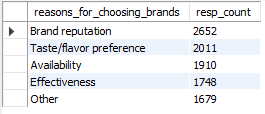 reasons_for_choosing_brands resp_count
Brand reputation 2652
Taste/flavor preference 2011
Availability 1910
Effectiveness 1748
Other 1679